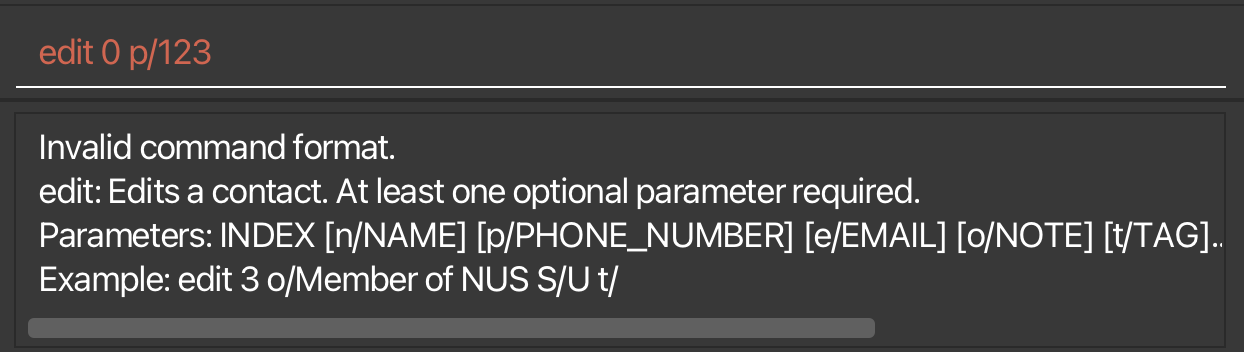 edit 0 p/123
Invalid command format.
edit: Edits a contact. At least one optional parameter required.
Parameters: INDEX [n/NAME] [p/PHONE_NUMBER] [e/EMAIL] [o/NOTE] [t/TAG]..
Example: edit 3 o/Member of NUS S/U t/